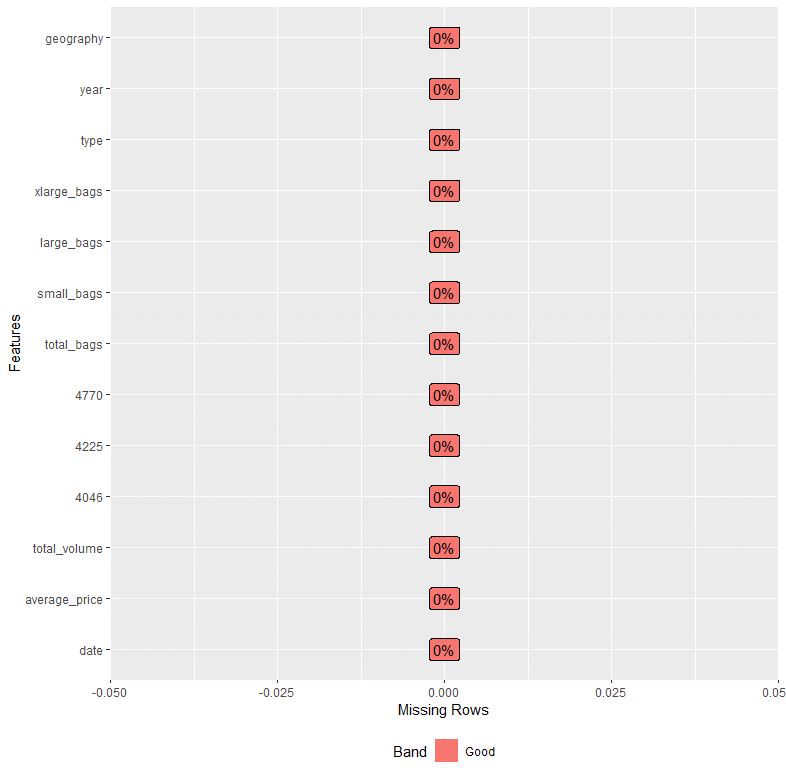 geography 0%
year 0%
type 0%
xlarge_bags 0%
large_bags 0%
small_bags 0%
Features
total_bags 0%
4770 0%
4225 0%
4046 0%
total_volume 0%
average_price 0%
date 0%
-0.050 -0.025 0.000 0.025 0.05
Missing Rows
Band Good